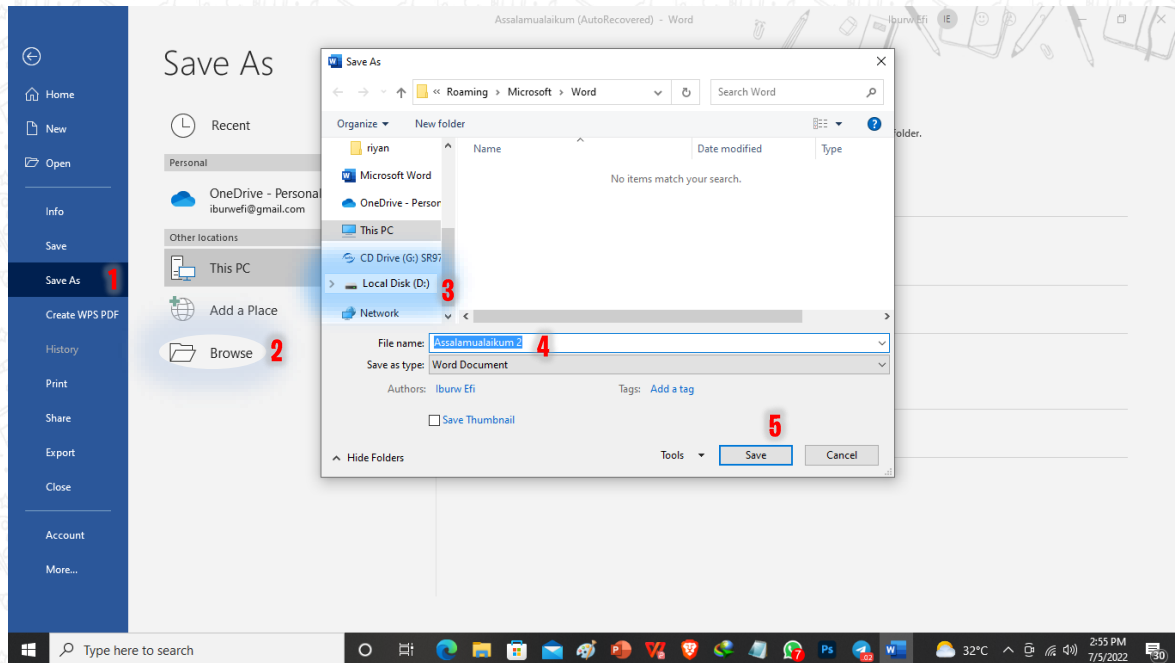 Assalamualaikum (AutoRecovered) - Word
Iburw Efi
IE
Home
New
Open
Info
Save
Save As
1
Create WPS PDF
History
Print
Share
Export
Close
Account
More...
Save As
Recent
Personal
OneDrive - Personal
iburwefi@gmail.com
Other locations
This PC
Add a Place
Browse
2
older.
Save As
« Roaming › Microsoft › Word
Search Word
Organize
New folder
?
riyan
Microsoft Word
OneDrive - Person
This PC
CD Drive (G:) SR97
Local Disk (D:)
3
Network
Name
Date modified
Type
No items match your search.
File name:
Assalamualaikum 2
4
Save as type:
Word Document
Authors:
Iburw Efi
Tags:
Add a tag
Save Thumbnail
5
Hide Folders
Tools
Save
Cancel
Type here to search
Ps
32°C
2:55 PM
7/5/2022
30